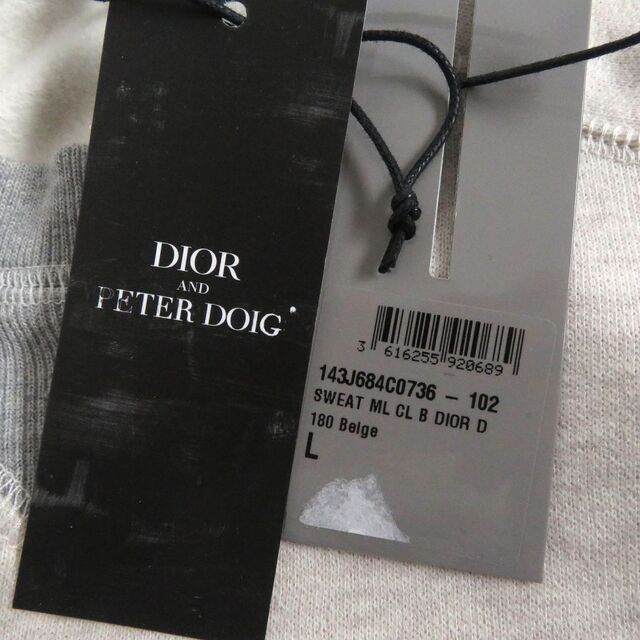 DIOR
AND
PETER DOIG
3 616255 920689
143J684C0736 - 102
SWEAT ML CL B DIOR D
180 Beige
L